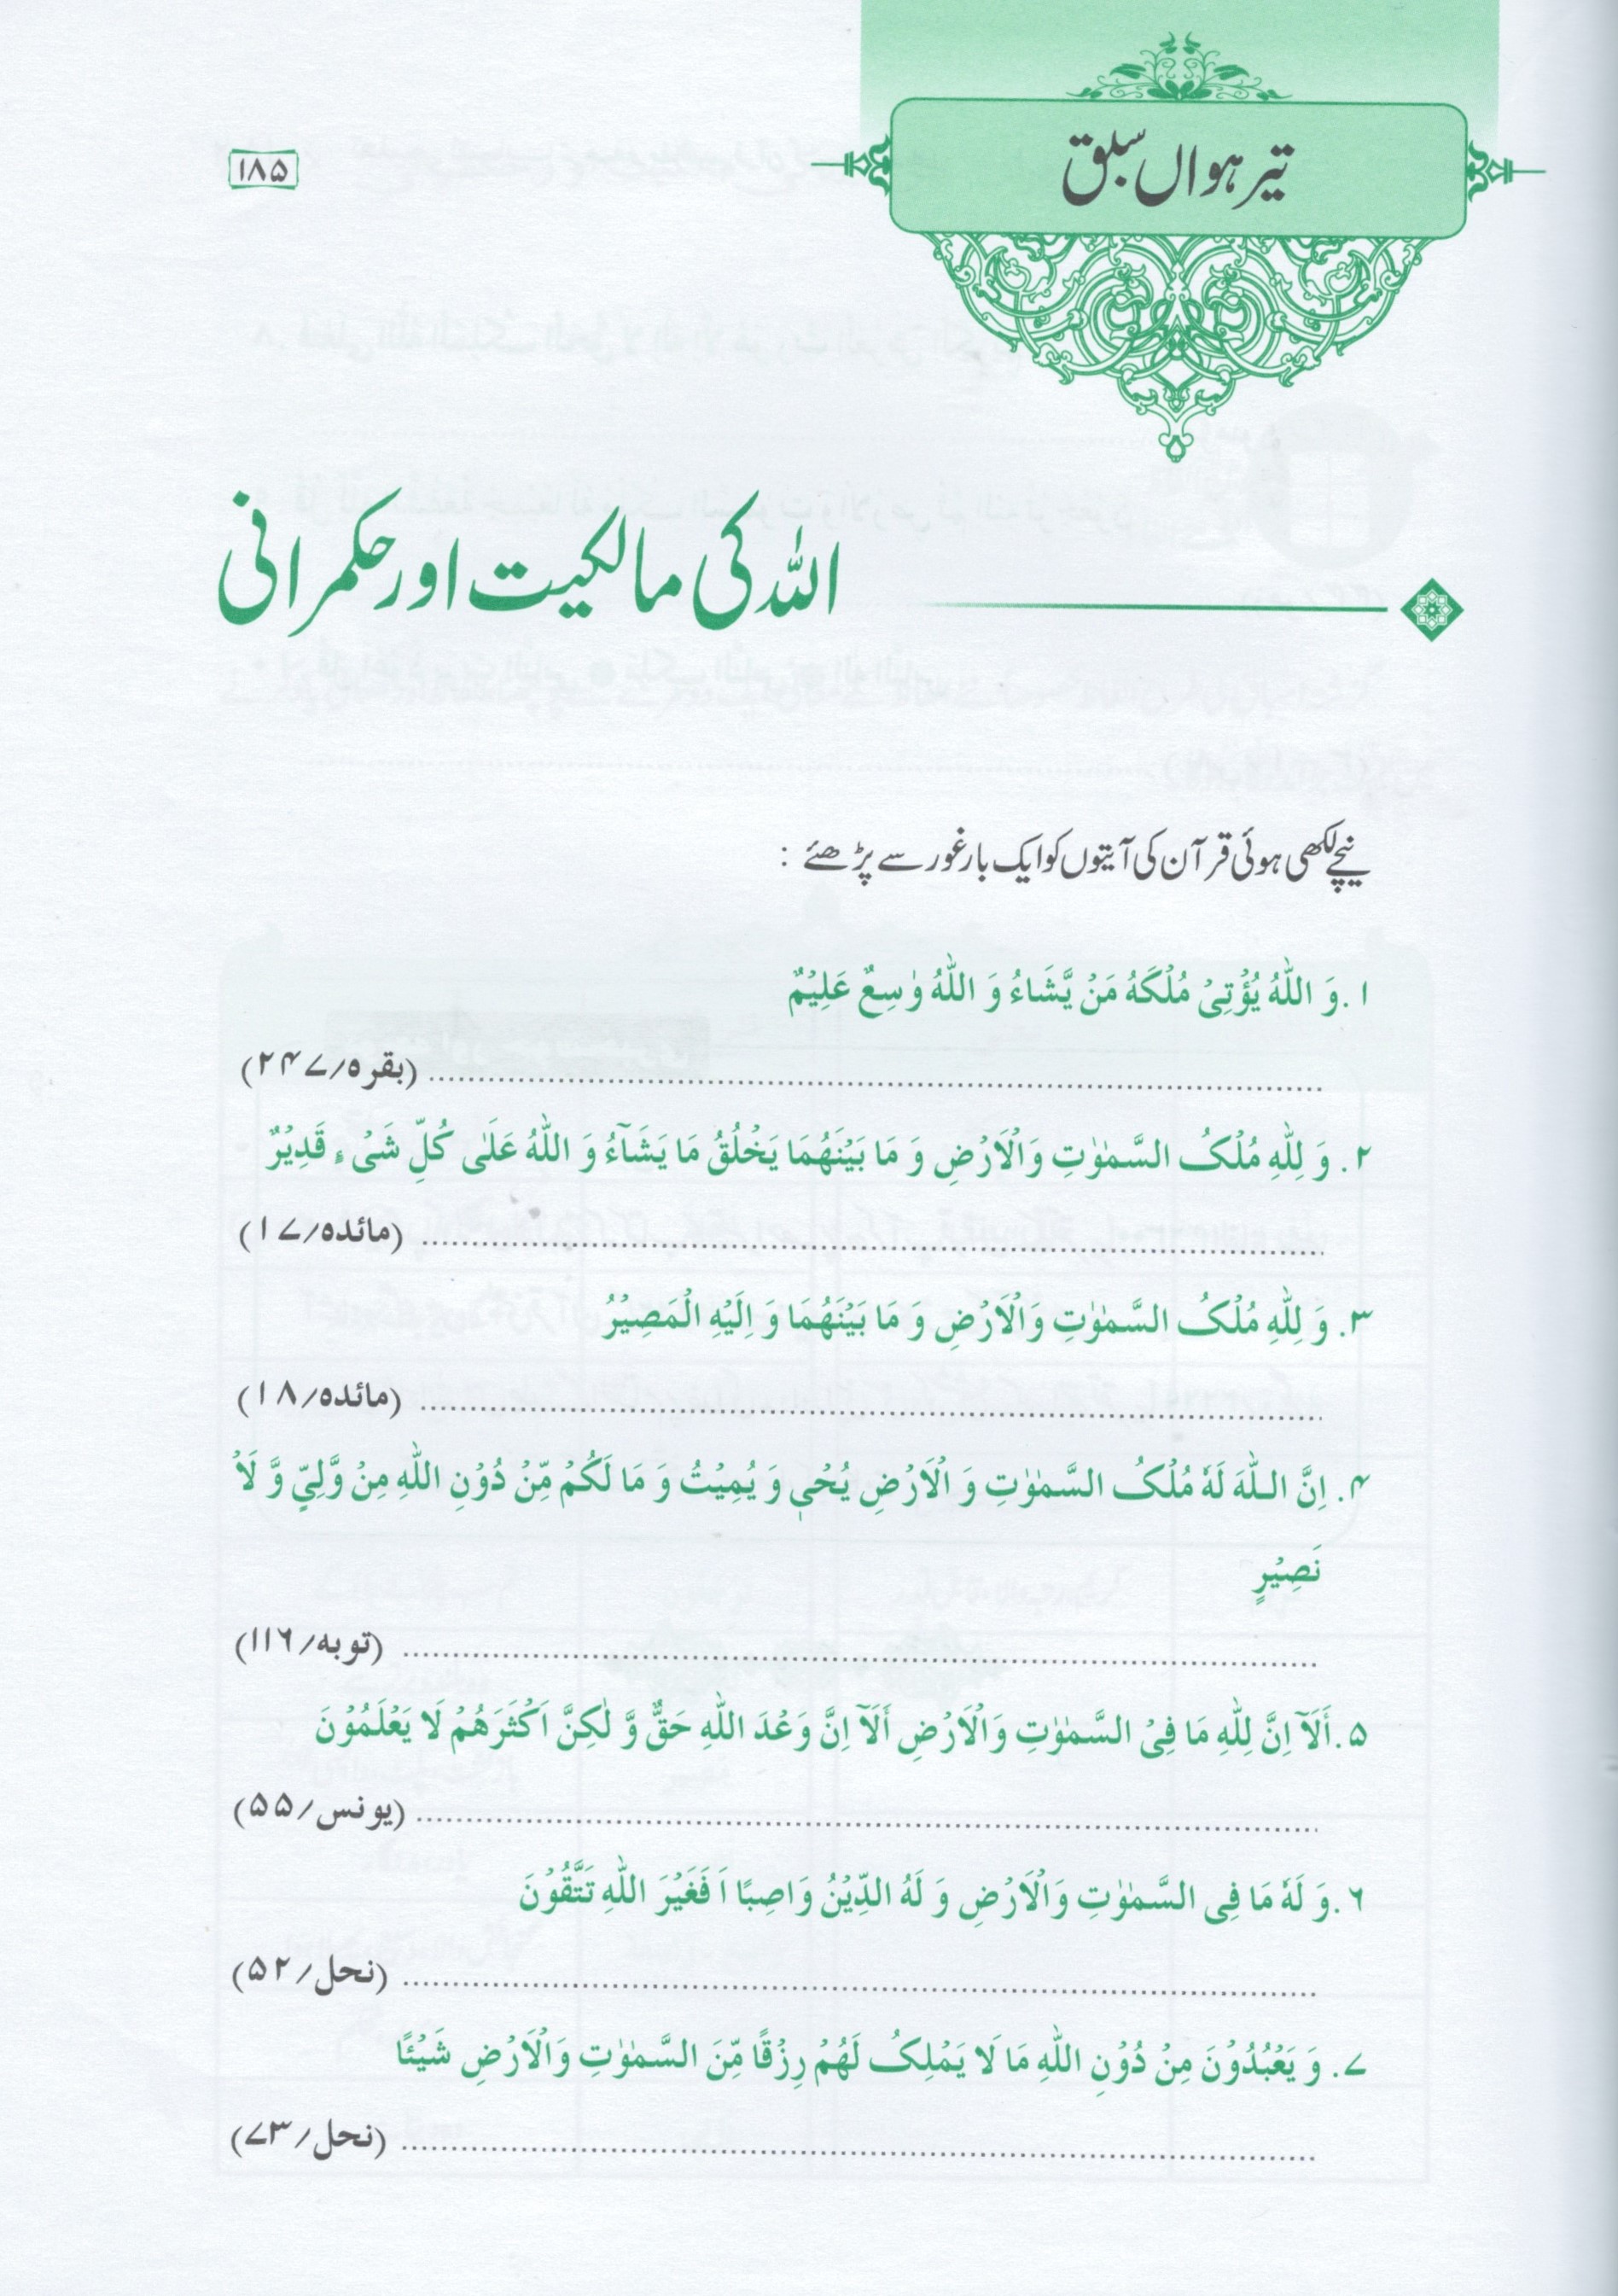 تیرہواں سبق
۱۸۵
اللہ کی مالکیت اور حکمرانی
نیچے لکھی ہوئی قرآن کی آیتوں کو ایک بار غور سے پڑھئے :
۱. وَ اللّٰهُ یُؤْتِیْ مُلْکَهُ مَنْ یَّشَاءُ وَ اللّٰهُ وٰسِعٌ عَلِیْمٌ
(بقرہ/۲۴۷)
۲. وَ لِلّٰهِ مُلْکُ السَّمٰوٰتِ وَالْاَرْضِ وَ مَا بَیْنَهُمَا یَخْلُقُ مَا یَشَآءُ وَ اللّٰهُ عَلٰی کُلِّ شَیْءٍ قَدِیْرٌ
(مائدہ/۱۷)
۳. وَ لِلّٰهِ مُلْکُ السَّمٰوٰتِ وَالْاَرْضِ وَ مَا بَیْنَهُمَا وَ اِلَیْهِ الْمَصِیْرُ
(مائدہ/۱۸)
۴. اِنَّ اللّٰهَ لَهٗ مُلْکُ السَّمٰوٰتِ وَ الْاَرْضِ یُحْیٖ وَ یُمِیْتُ وَ مَا لَکُمْ مِّنْ دُوْنِ اللّٰهِ مِنْ وَّلِیٍّ وَّ لَاْ
نَصِیْرٍ
(توبہ/۱۱۶)
۵. أَلَآ اِنَّ لِلّٰهِ مَا فِیْ السَّمٰوٰتِ وَالْاَرْضِ أَلَآ اِنَّ وَعْدَ اللّٰهِ حَقٌّ وَّ لٰکِنَّ اَکْثَرَهُمْ لَا یَعْلَمُوْنَ
(یونس/۵۵)
۶. وَ لَهٗ مَا فِی السَّمٰوٰتِ وَالْاَرْضِ وَ لَهُ الدِّیْنُ وَاصِبًا اَ فَغَیْرَ اللّٰهِ تَتَّقُوْنَ
(نحل/۵۲)
۷. وَ یَعْبُدُوْنَ مِنْ دُوْنِ اللّٰهِ مَا لَا یَمْلِکُ لَهُمْ رِزْقًا مِّنَ السَّمٰوٰتِ وَالْاَرْضِ شَیْئًا
(نحل/۷۳)